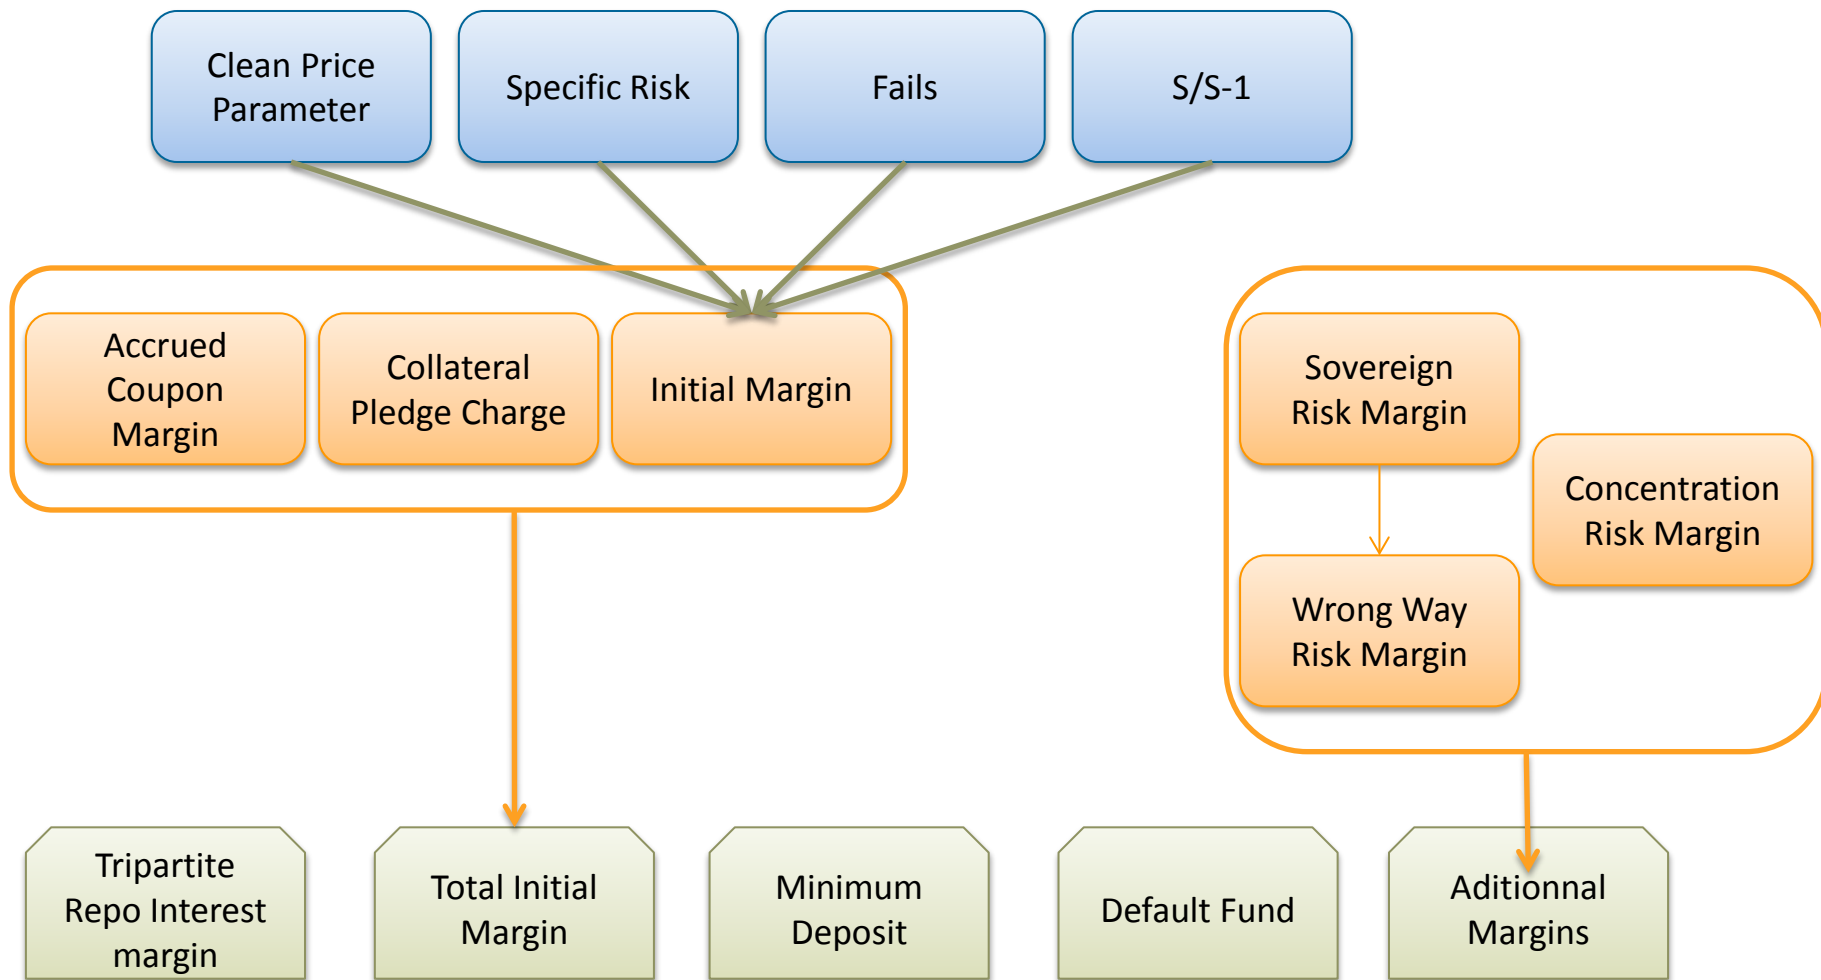 Clean Price
Parameter
Specific Risk
Fails
S/S-1
Accrued
Coupon
Margin
Collateral
Pledge Charge
Initial Margin
Sovereign
Risk Margin
Concentration
Risk Margin
Wrong Way
Risk Margin
Tripartite
Repo Interest
margin
Total Initial
Margin
Minimum
Deposit
Default Fund
Aditionnal
Margins